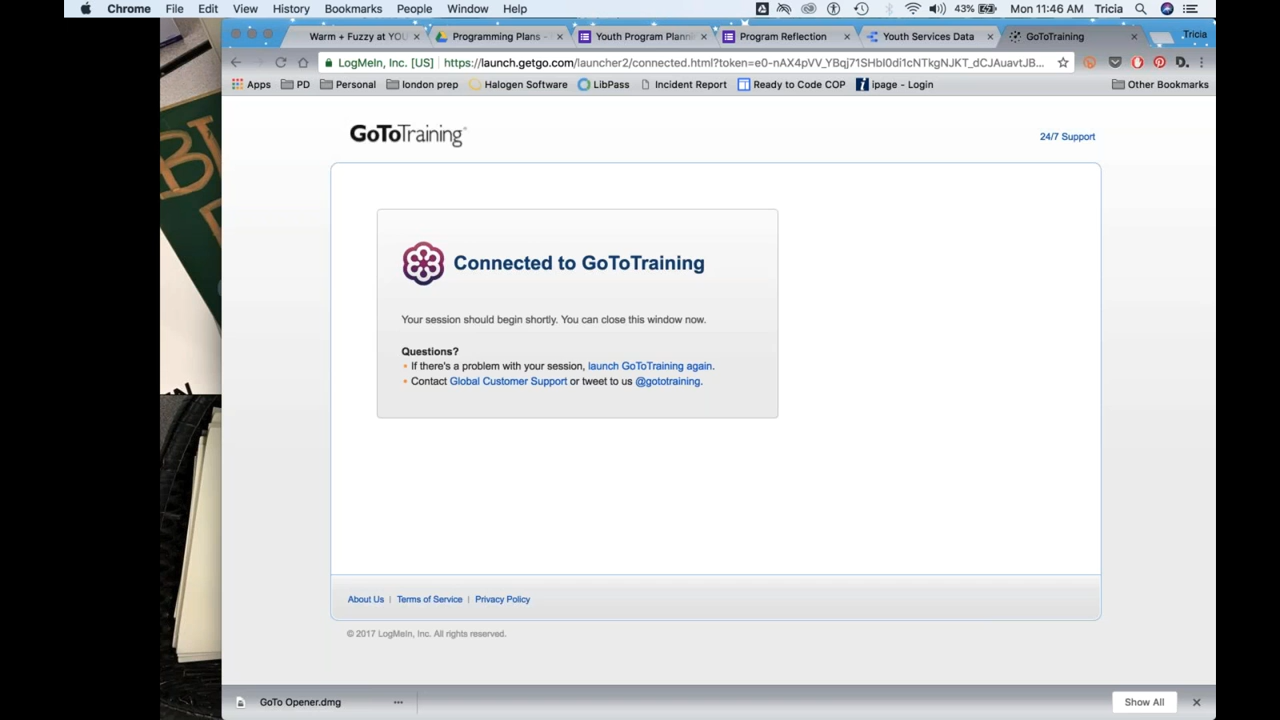 Chrome File Edit View History Bookmarks People Window Help 43% Mon 11:46 AM Tricia
Warm + Fuzzy at YOU Programming Plans - Youth Program Planni Program Reflection Youth Services Data GoToTraining Tricia
LogMeIn, Inc. [US] https://launch.getgo.com/launcher2/connected.html?token=e0-nAX4pVV_YBqj71SHbI0di1cNTkgNJKT_dCJAuavtJB...
Apps PD Personal london prep Halogen Software LibPass Incident Report Ready to Code COP ipage - Login Other Bookmarks
GoToTraining
24/7 Support
Connected to GoToTraining
Your session should begin shortly. You can close this window now.
Questions?
• If there's a problem with your session, launch GoToTraining again.
• Contact Global Customer Support or tweet to us @gototraining.
About Us | Terms of Service | Privacy Policy
© 2017 LogMeIn, Inc. All rights reserved.
GoTo Opener.dmg
Show All